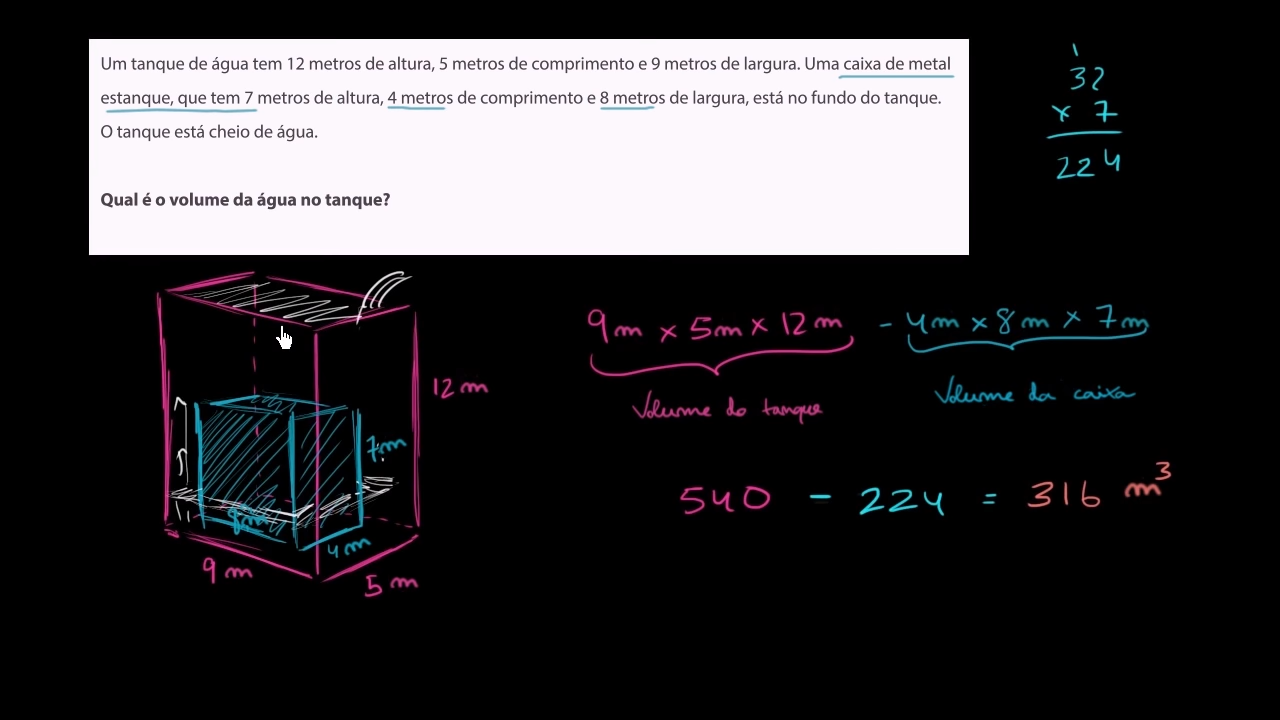 Um tanque de água tem 12 metros de altura, 5 metros de comprimento e 9 metros de largura. Uma caixa de metal
estanque, que tem 7 metros de altura, 4 metros de comprimento e 8 metros de largura, está no fundo do tanque.
O tanque está cheio de água.
Qual é o volume da água no tanque?
1
32
x 7
224
12 m
7m
8m
4m
9 m
5 m
9m x 5m x 12m - 4m x 8m x 7m
Volume do tanque
Volume da caixa
540 - 224 = 316 m³